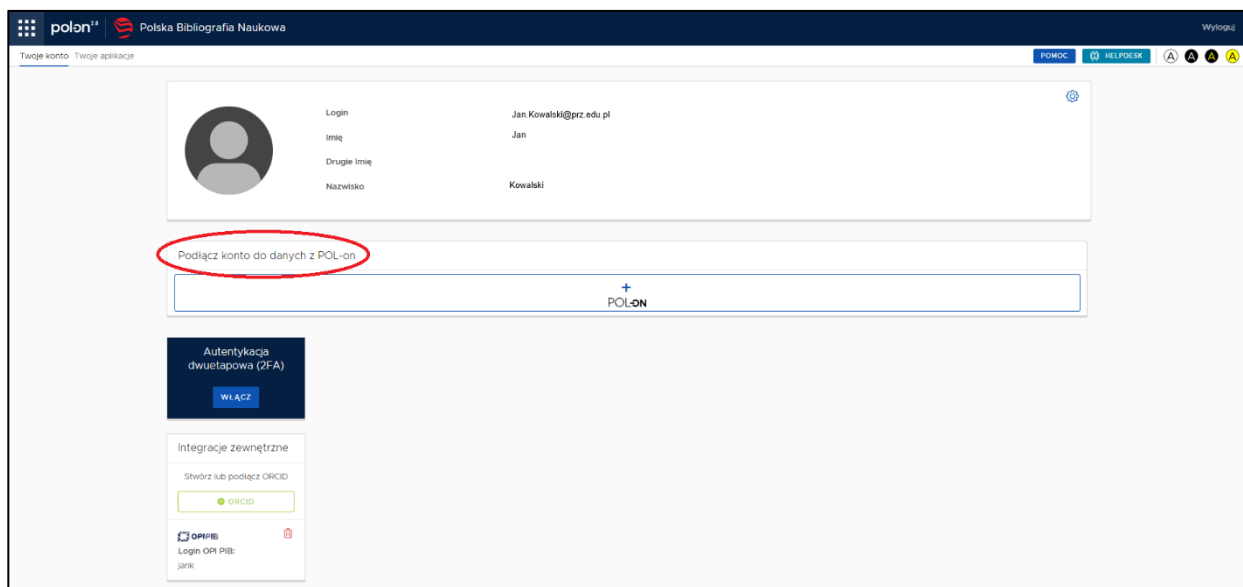 polon 2.0 Polska Bibliografia Naukowa Wyloguj
Twoje konto Twoje aplikacje POMOC HELPDESK A A A A
Login Jan.Kowalski@prz.edu.pl
Imię Jan
Drugie Imię
Nazwisko Kowalski
Podłącz konto do danych z POL-on
+
POL-ON
Autentykacja
dwuetapowa (2FA)
WŁĄCZ
Integracje zewnętrzne
Stwórz lub podłącz ORCID
ORCID
OPI PIB
Login OPI PIB:
jank